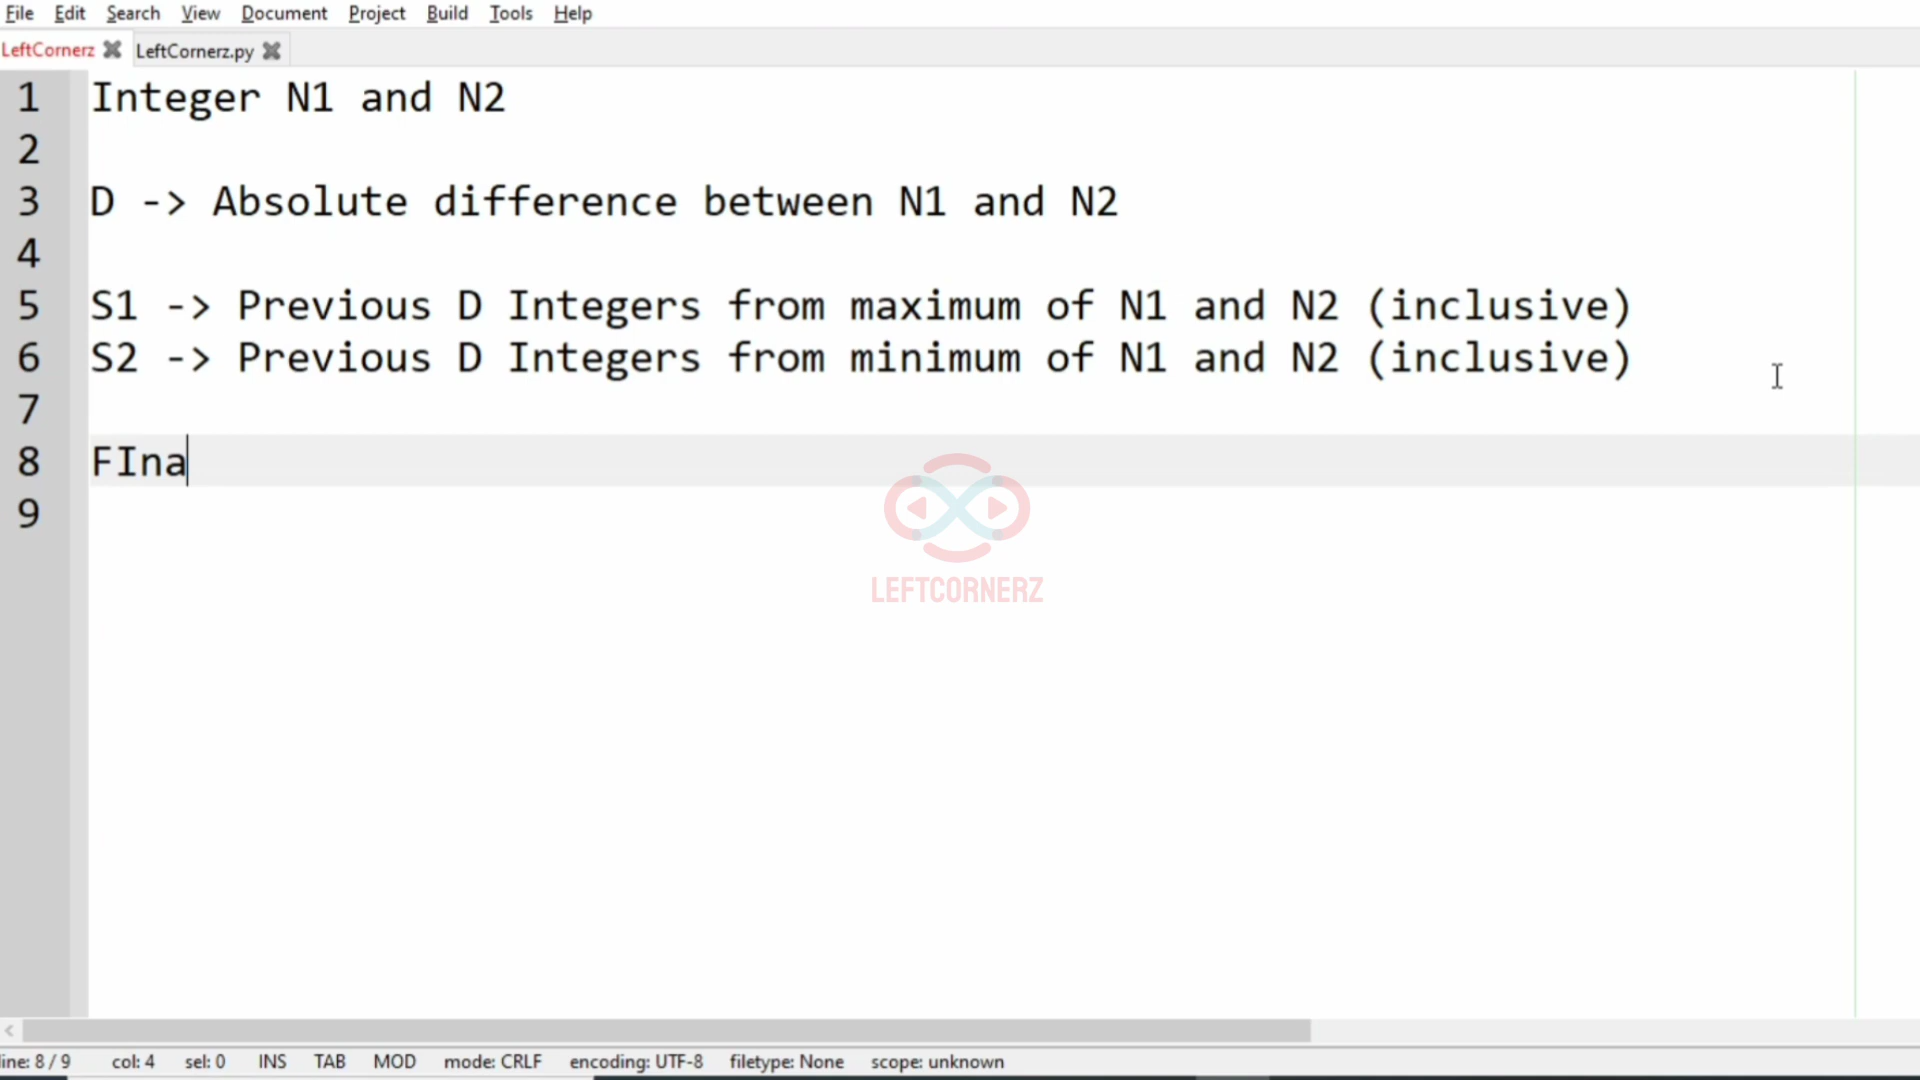 File Edit Search View Document Project Build Tools Help
LeftCornerz LeftCornerz.py
1 Integer N1 and N2
2
3 D -> Absolute difference between N1 and N2
4
5 S1 -> Previous D Integers from maximum of N1 and N2 (inclusive)
6 S2 -> Previous D Integers from minimum of N1 and N2 (inclusive)
7
8 FIna
9
LEFTCORNERZ
line: 8 / 9 col: 4 sel: 0 INS TAB MOD mode: CRLF encoding: UTF-8 filetype: None scope: unknown